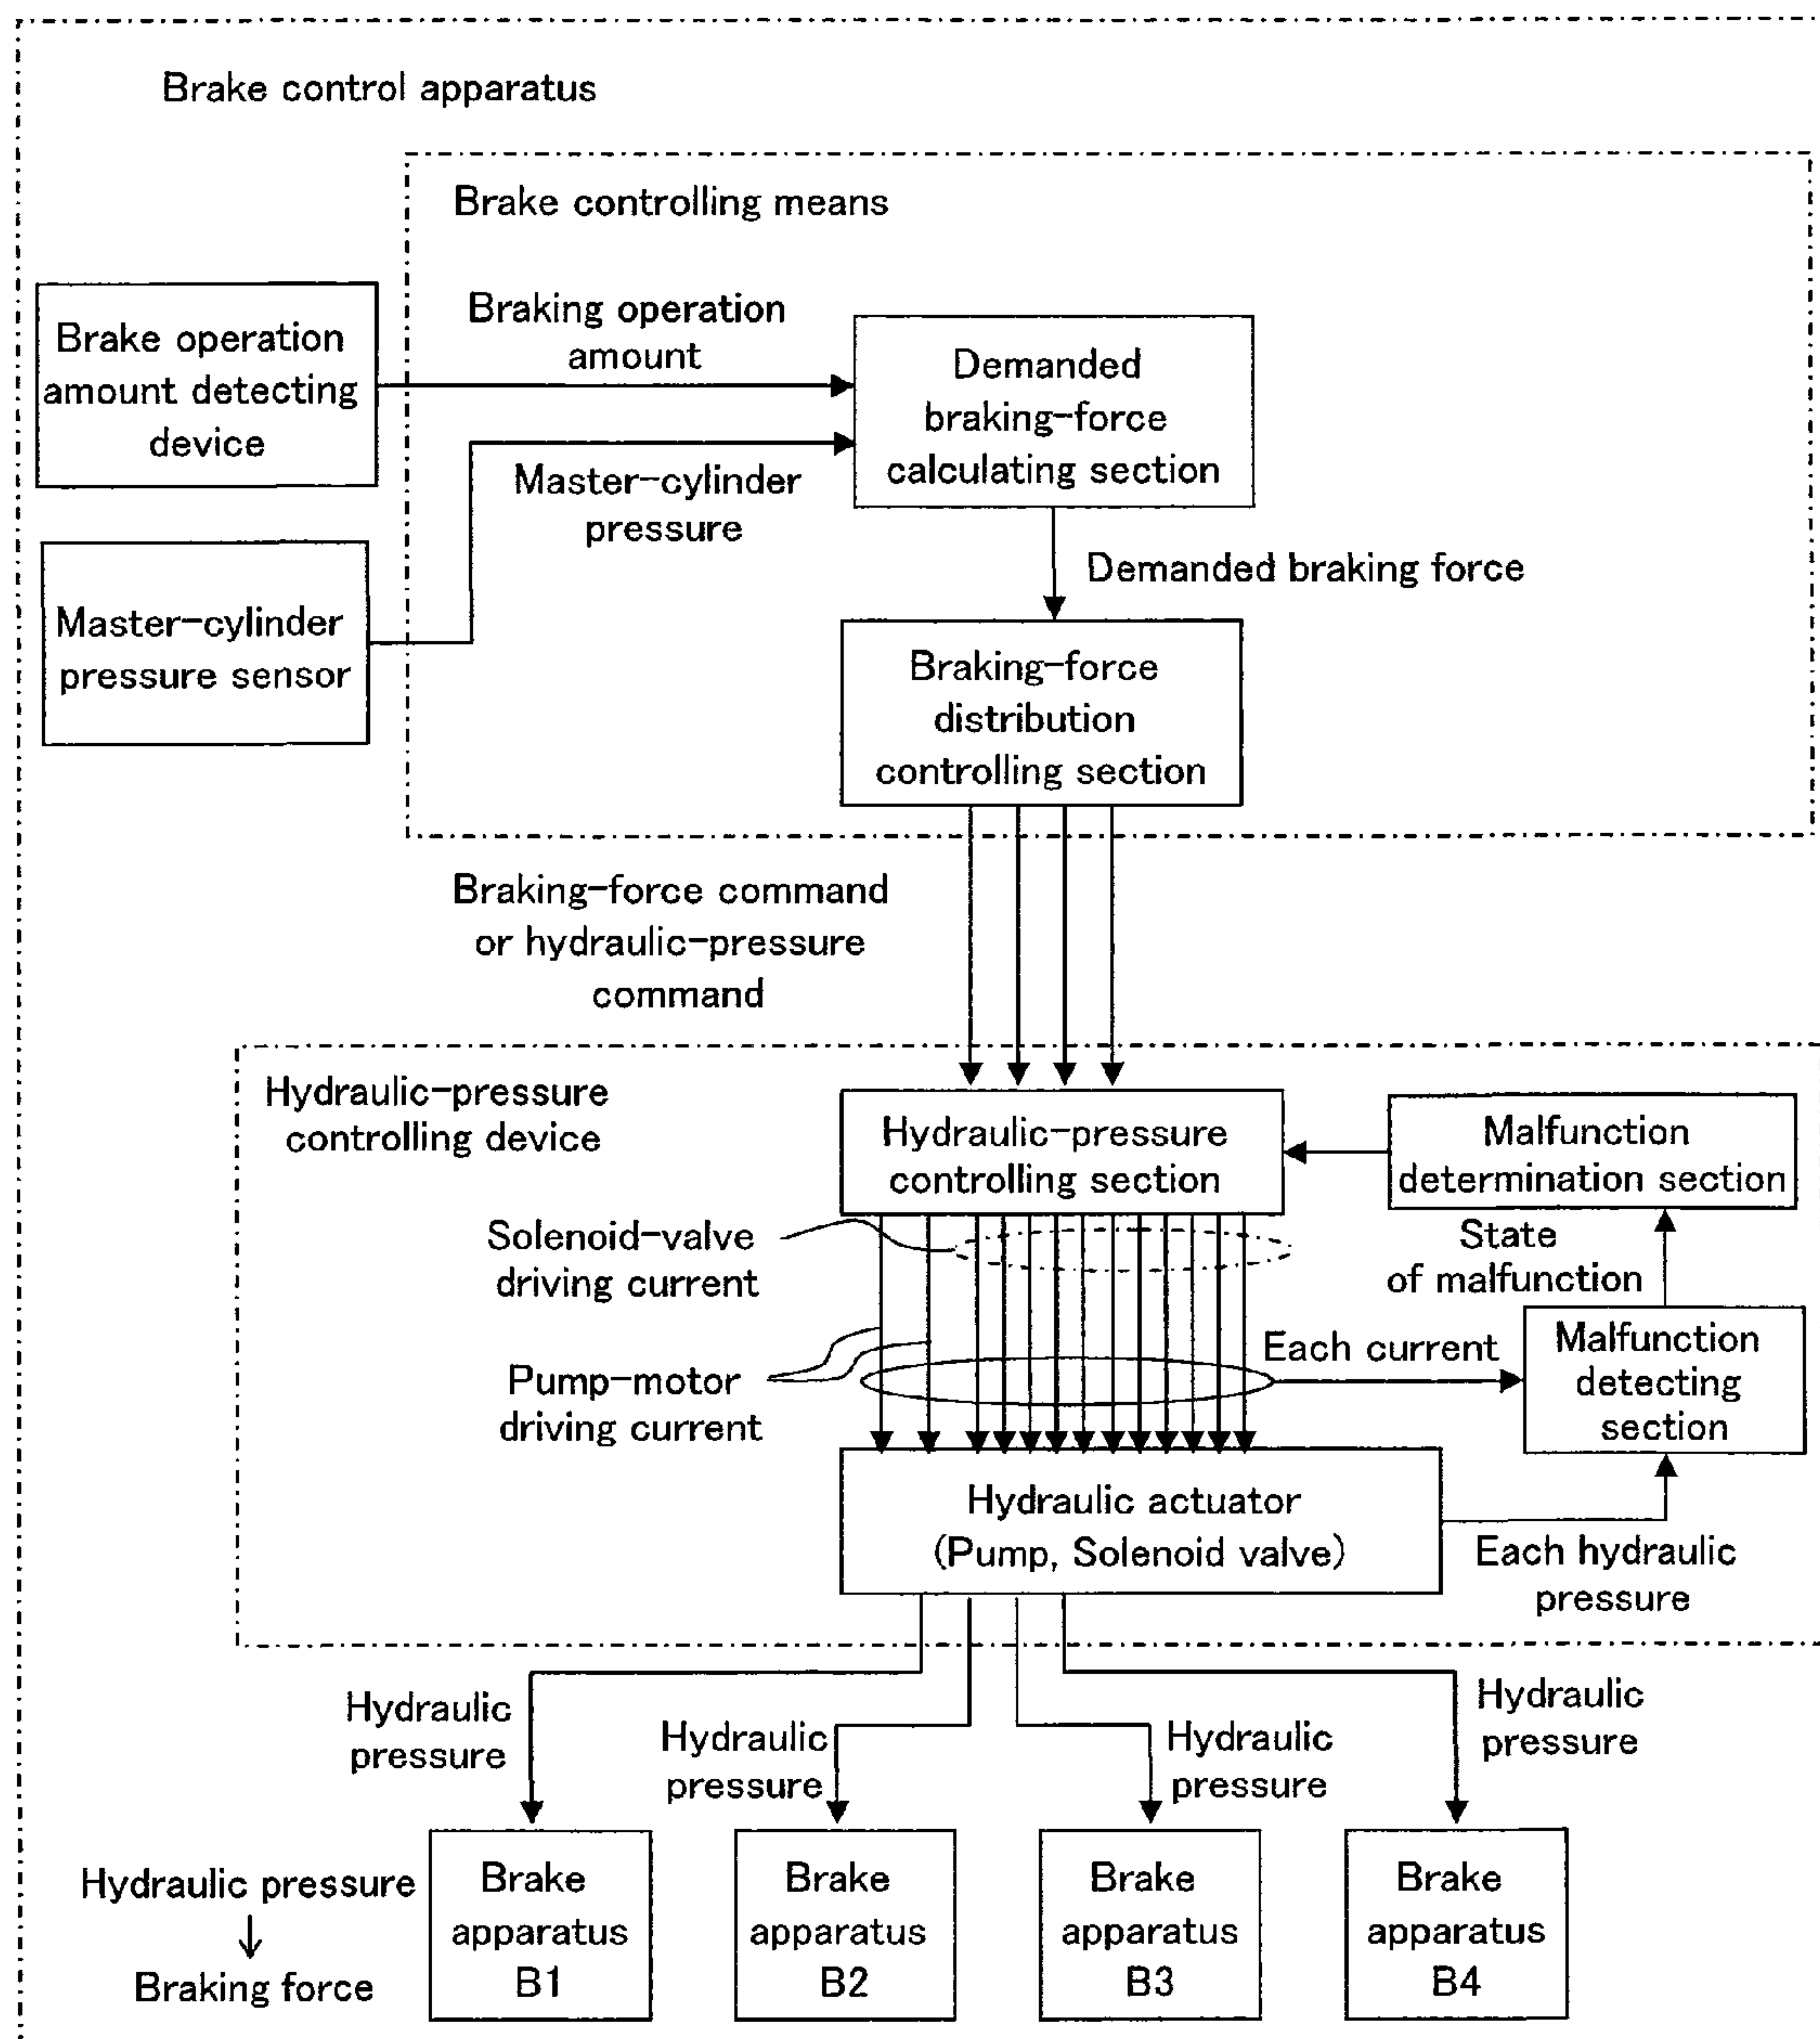 Brake control apparatus
Brake controlling means
Brake operation
amount detecting
device
Braking operation
amount
Demanded
braking-force
calculating section
Master-cylinder
pressure
Master-cylinder
pressure sensor
Demanded braking force
Braking-force
distribution
controlling section
Braking-force command
or hydraulic-pressure
command
Hydraulic-pressure
controlling device
Hydraulic-pressure
controlling section
Malfunction
determination section
Solenoid-valve
driving current
State
of malfunction
Pump-motor
driving current
Each current
Malfunction
detecting
section
Hydraulic actuator
(Pump, Solenoid valve)
Each hydraulic
pressure
Hydraulic
pressure
Hydraulic
pressure
Hydraulic
pressure
Hydraulic
pressure
Hydraulic pressure
↓
Braking force
Brake
apparatus
B1
Brake
apparatus
B2
Brake
apparatus
B3
Brake
apparatus
B4